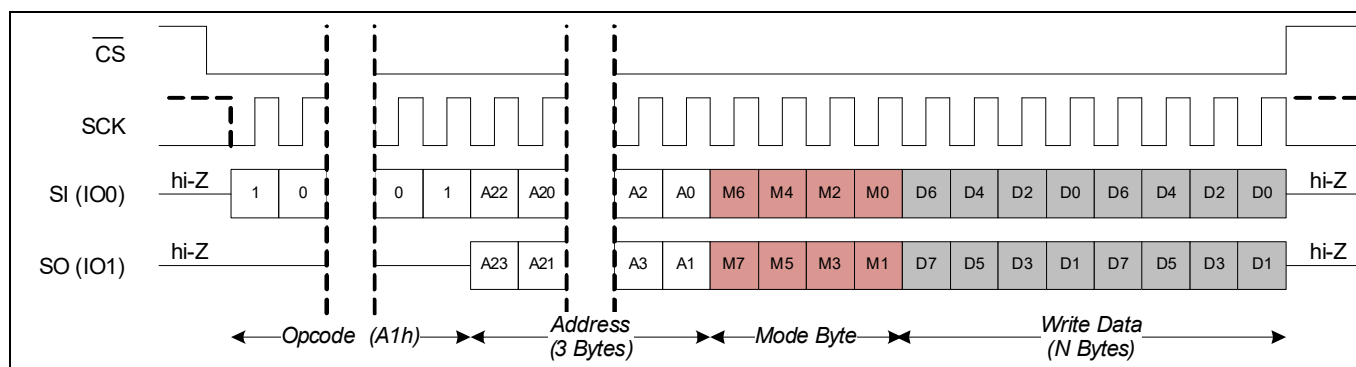 CS
SCK
SI (IO0) hi-Z 1 0 0 1 A22 A20 A2 A0 M6 M4 M2 M0 D6 D4 D2 D0 D6 D4 D2 D0 hi-Z
SO (IO1) hi-Z A23 A21 A3 A1 M7 M5 M3 M1 D7 D5 D3 D1 D7 D5 D3 D1 hi-Z
Opcode (A1h) Address Mode Byte Write Data
(3 Bytes) (N Bytes)